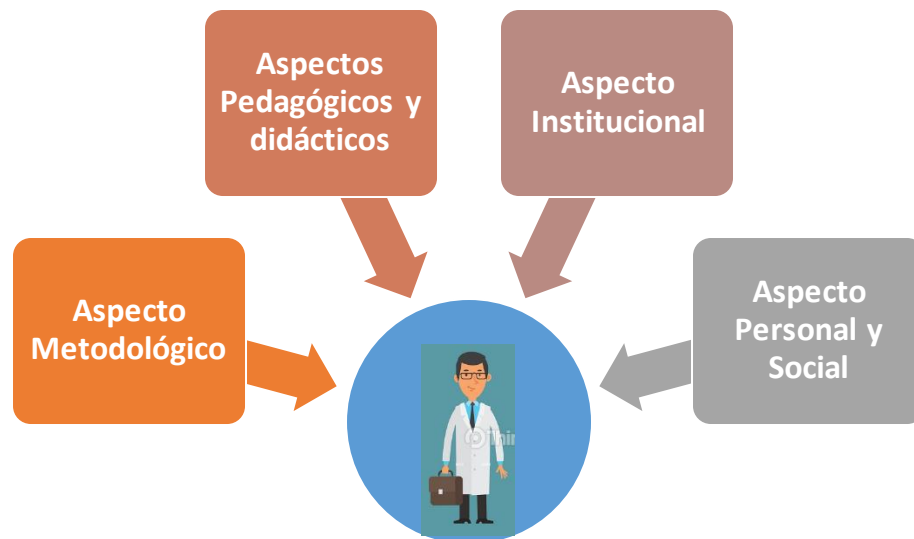 Aspectos
Pedagógicos y
didácticos
Aspecto
Institucional
Aspecto
Metodológico
Aspecto
Personal y
Social